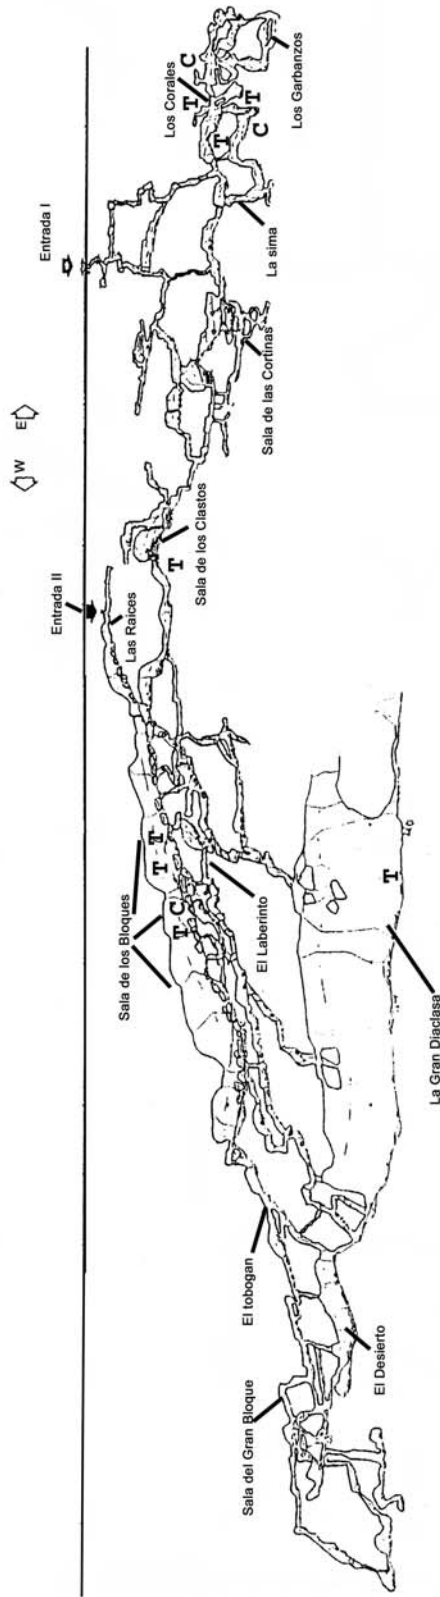 W E
Entrada I
Entrada II
Sala de los Bloques
Las Raices
Los Corales
T
C
T
T
C
Los Garbanzos
La sima
Sala de las Cortinas
Sala de los Clastos
T
T
T
C
T
El Laberinto
El tobogan
Sala del Gran Bloque
El Desierto
T
La Gran Diaclasa